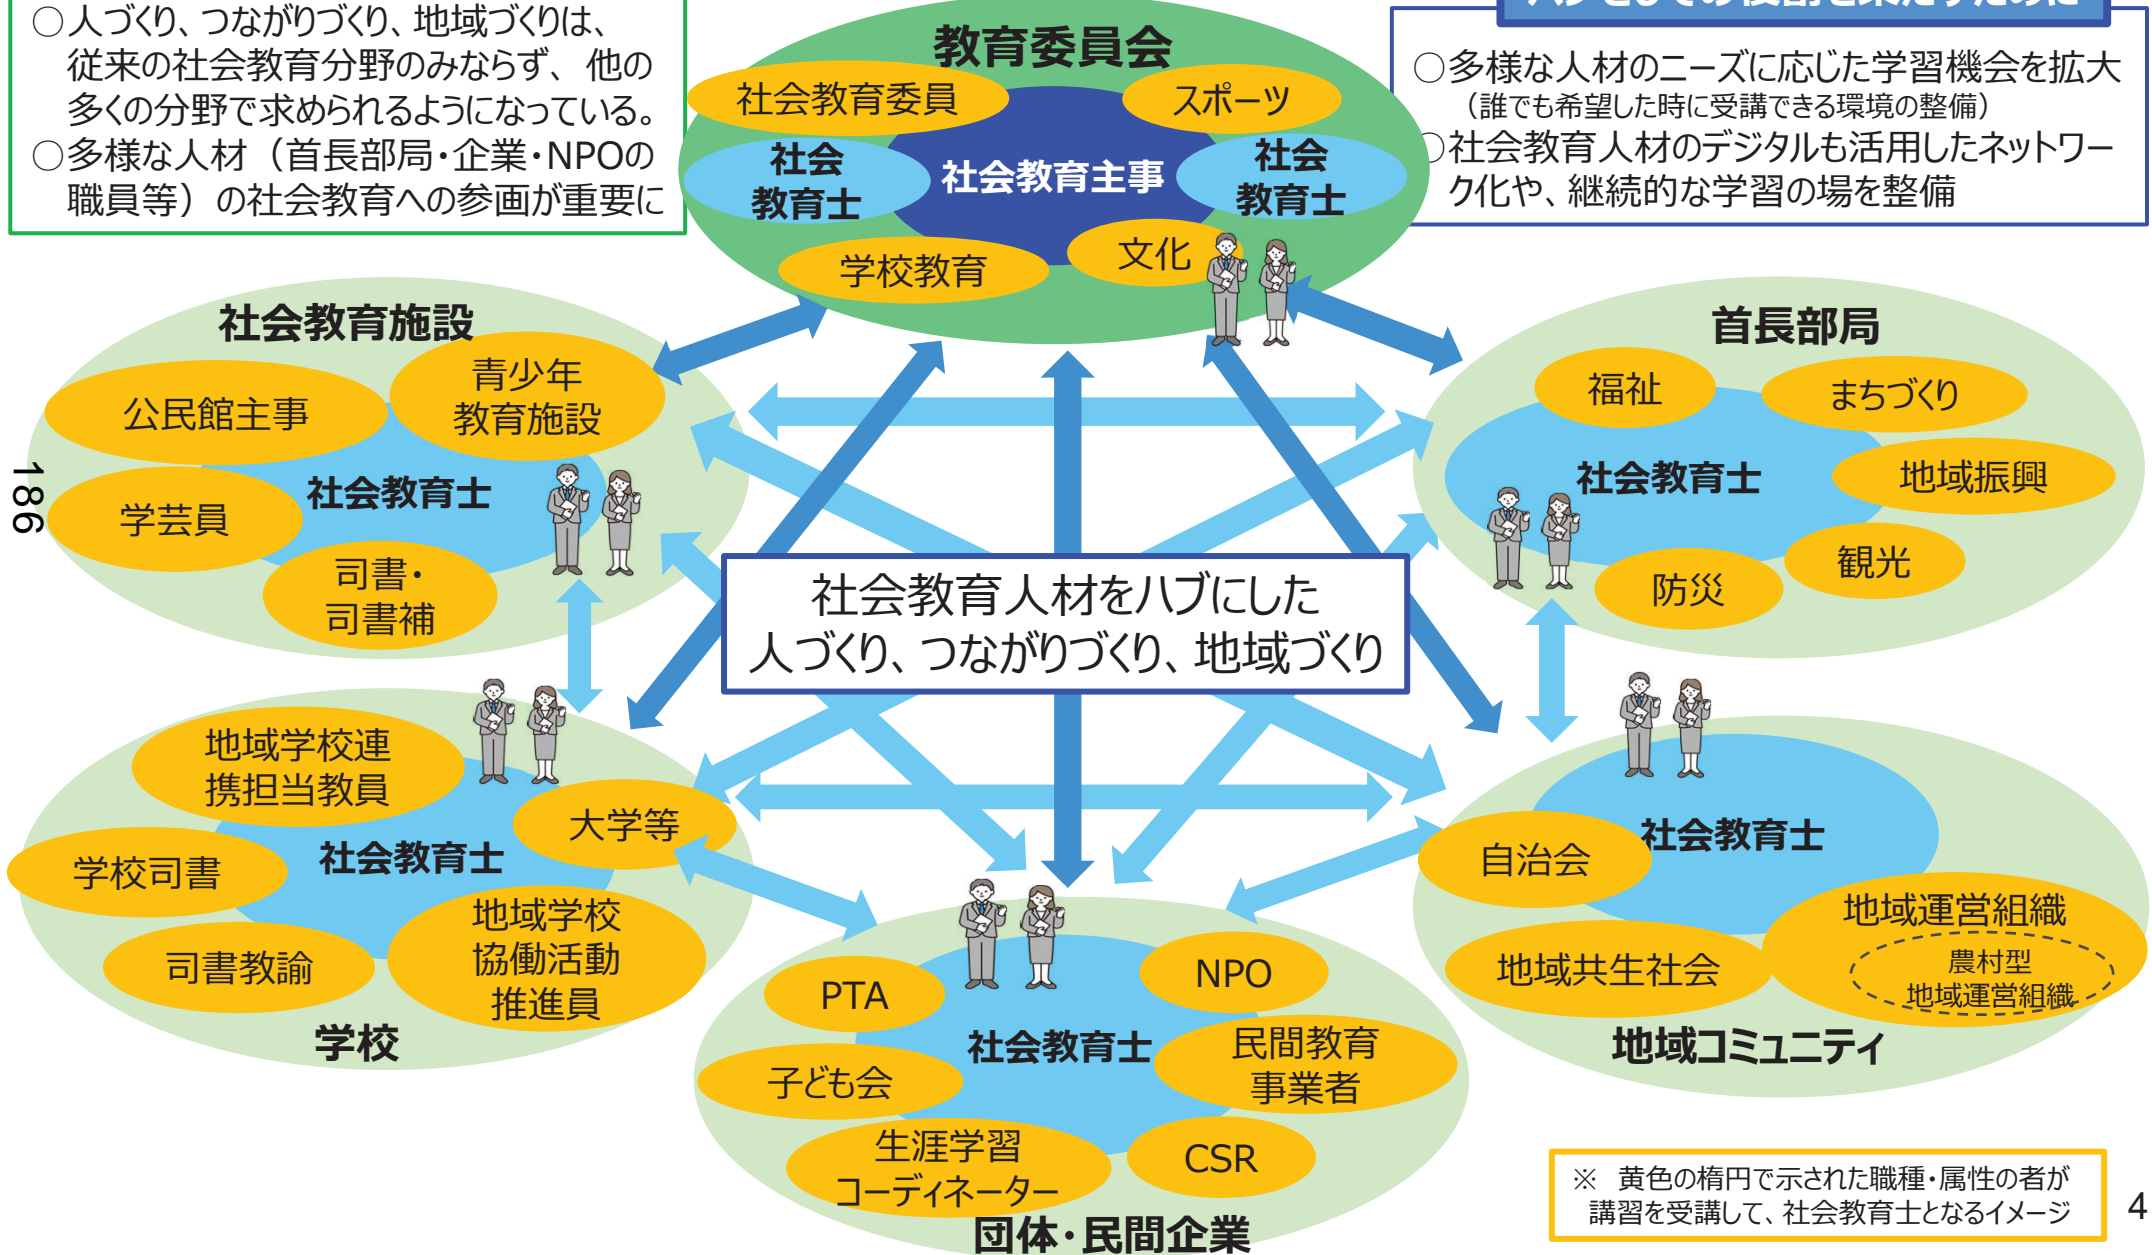 ○人づくり、つながりづくり、地域づくりは、
従来の社会教育分野のみならず、他の
多くの分野で求められるようになっている。
○多様な人材（首長部局・企業・NPOの
職員等）の社会教育への参画が重要に
○多様な人材のニーズに応じた学習機会を拡大
（誰でも希望した時に受講できる環境の整備）
○社会教育人材のデジタルも活用したネットワー
ク化や、継続的な学習の場を整備
教育委員会
社会教育委員
スポーツ
社会
教育士
社会教育主事
社会
教育士
学校教育
文化
社会教育施設
青少年
教育施設
公民館主事
社会教育士
学芸員
司書・
司書補
首長部局
福祉
まちづくり
社会教育士
地域振興
観光
防災
186
社会教育人材をハブにした
人づくり、つながりづくり、地域づくり
地域学校連
携担当教員
大学等
社会教育士
学校司書
地域学校
協働活動
推進員
司書教諭
学校
PTA
NPO
社会教育士
民間教育
事業者
子ども会
生涯学習
コーディネーター
CSR
団体・民間企業
社会教育士
自治会
地域運営組織
農村型
地域運営組織
地域共生社会
地域コミュニティ
※　黄色の楕円で示された職種・属性の者が
講習を受講して、社会教育士となるイメージ
4